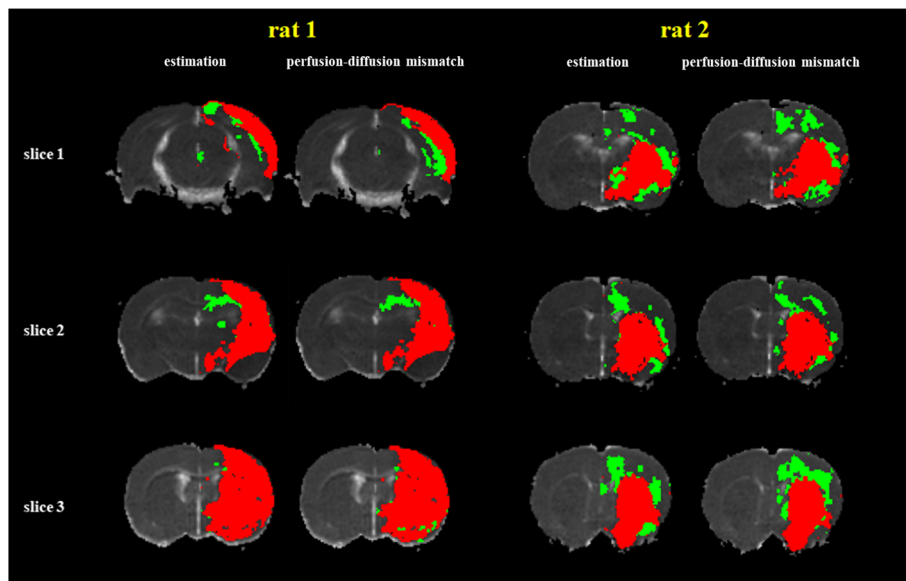 rat 1 rat 2
estimation perfusion-diffusion mismatch estimation perfusion-diffusion mismatch
slice 1
slice 2
slice 3